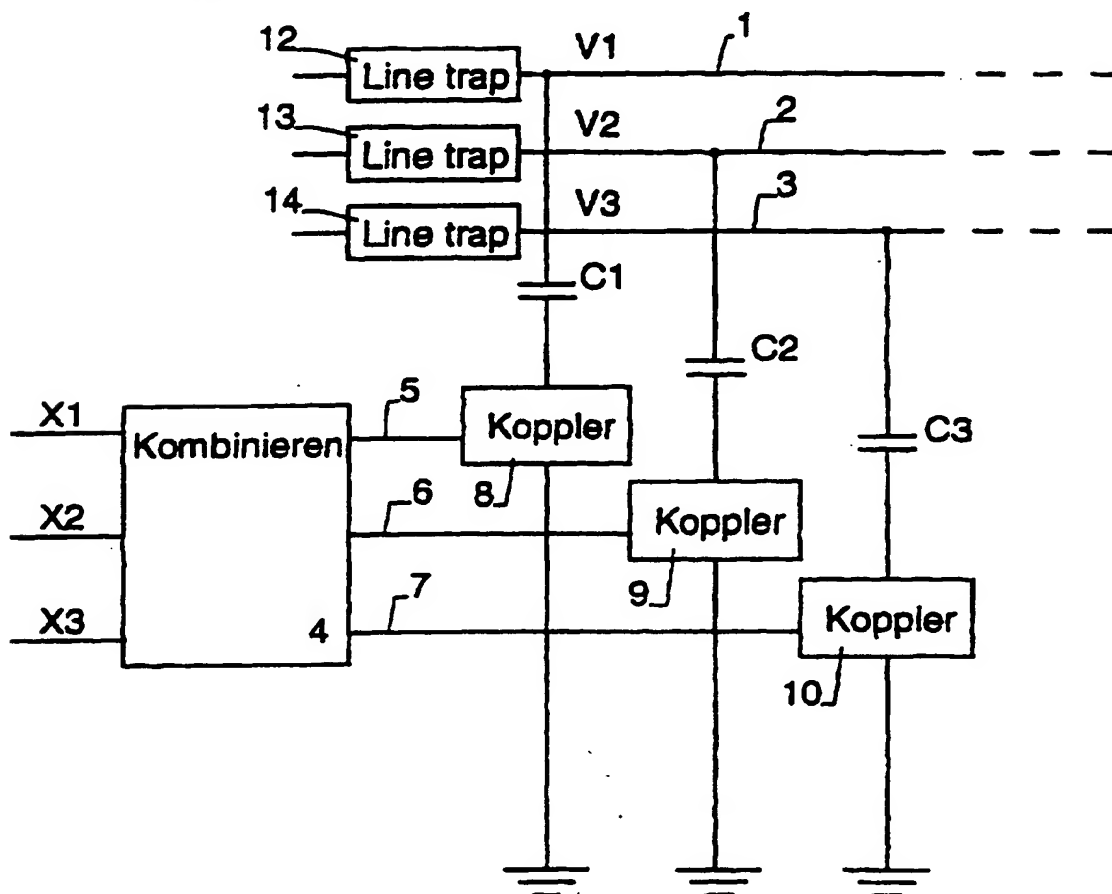 12
Line trap
V1
1
13
Line trap
V2
2
14
Line trap
V3
3
C1
C2
C3
X1
Kombinieren
5
Koppler
8
X2
6
Koppler
9
X3
4
7
Koppler
10